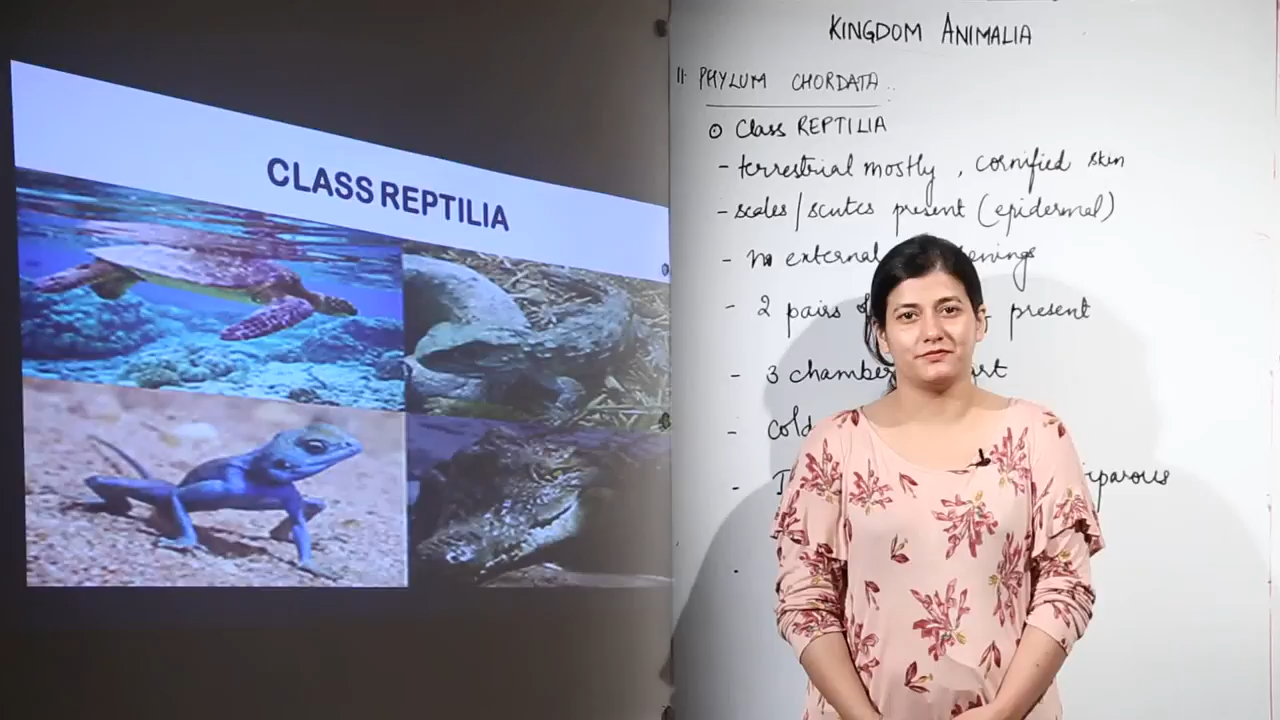 CLASS REPTILIA
KINGDOM ANIMALIA
11. PHYLUM CHORDATA
Class REPTILIA
- terrestrial mostly, cornified skin
- scales/scutes present (epidermal)
- no external
- 2 pairs present
- 3
- Cold
-
-